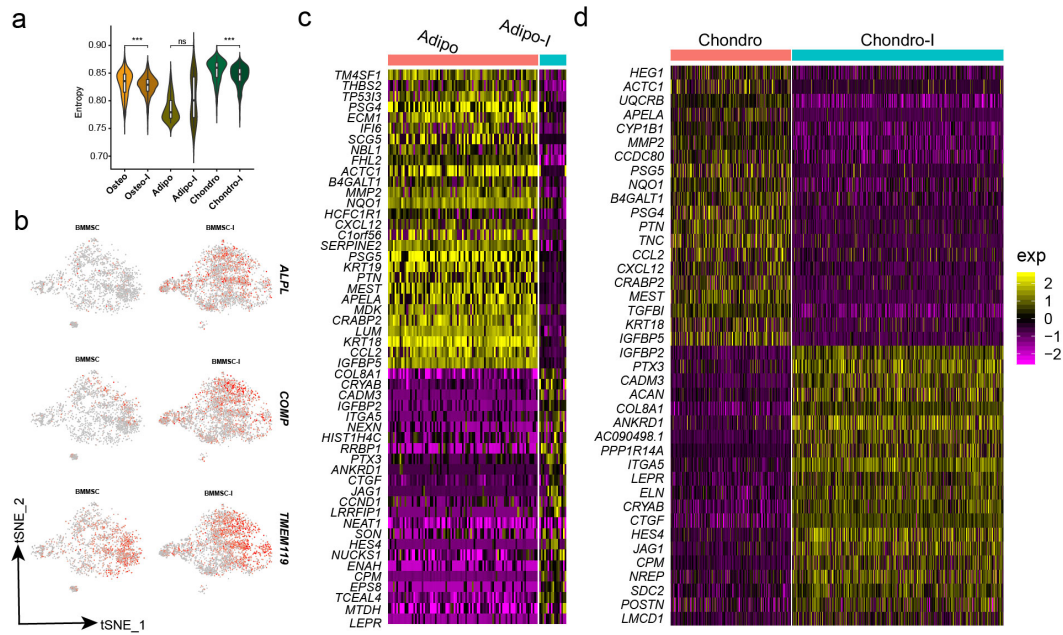 a
0.90
0.85
0.80
0.75
0.70
Entropy
***
ns
***
Osteo
Osteo-I
Adipo
Adipo-I
Chondro
Chondro-I
b
BMMSC
BMMSC-I
ALPL
BMMSC
BMMSC-I
COMP
BMMSC
BMMSC-I
TMEM119
tSNE_2
tSNE_1
c
Adipo
Adipo-I
TM4SF1
THBS2
TP53I3
PSG4
ECM1
IFI6
SCG5
NBL1
FHL2
ACTC1
B4GALT1
MMP2
NQO1
HCFC1R1
CXCL12
C1orf56
SERPINE2
PSG5
KRT19
PTN
MEST
APELA
MDK
CRABP2
LUM
KRT18
CCL2
IGFBP5
COL8A1
CRYAB
CADM3
IGFBP2
ITGA5
NEXN
HIST1H4C
RRBP1
PTX3
ANKRD1
CTGF
JAG1
CCND1
LRRFIP1
NEAT1
SON
HES4
NUCKS1
ENAH
CPM
EPS8
TCEAL4
MTDH
LEPR
d
Chondro
Chondro-I
HEG1
ACTC1
UQCRB
APELA
CYP1B1
MMP2
CCDC80
PSG5
NQO1
B4GALT1
PSG4
PTN
TNC
CCL2
CXCL12
CRABP2
MEST
TGFBI
KRT18
IGFBP5
IGFBP2
PTX3
CADM3
ACAN
COL8A1
ANKRD1
AC090498.1
PPP1R14A
ITGA5
LEPR
ELN
CRYAB
CTGF
HES4
JAG1
CPM
NREP
SDC2
POSTN
LMCD1
exp
2
1
0
−1
−2